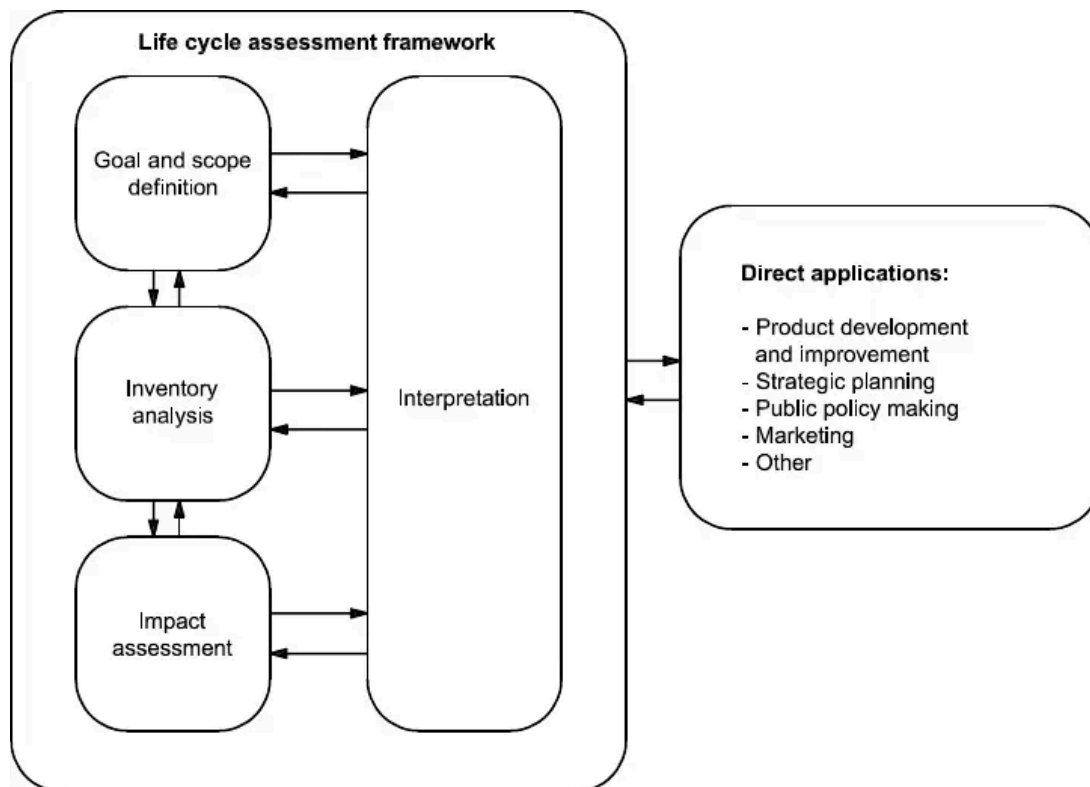 Life cycle assessment framework
Goal and scope
definition
Inventory
analysis
Impact
assessment
Interpretation
Direct applications:
- Product development
and improvement
- Strategic planning
- Public policy making
- Marketing
- Other